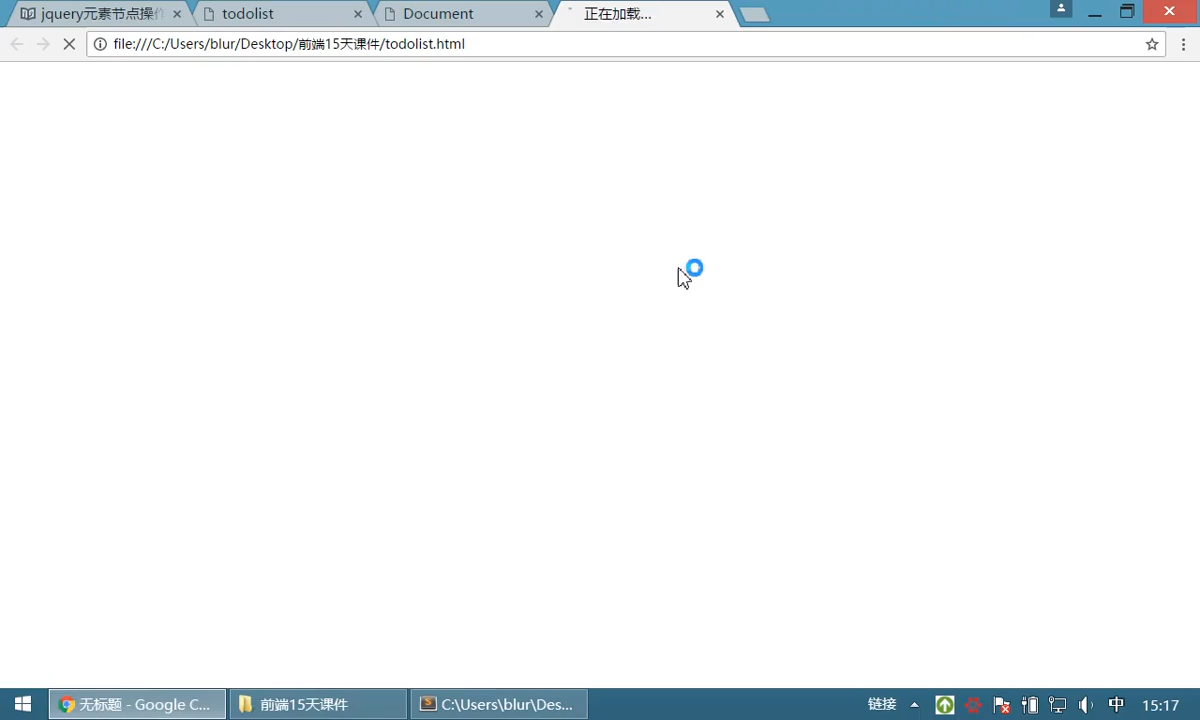 jquery元素节点操作
todolist
Document
正在加载...
file:///C:/Users/blur/Desktop/前端15天课件/todolist.html
无标题 - Google C...
前端15天课件
C:\Users\blur\Des...
链接
中
15:17